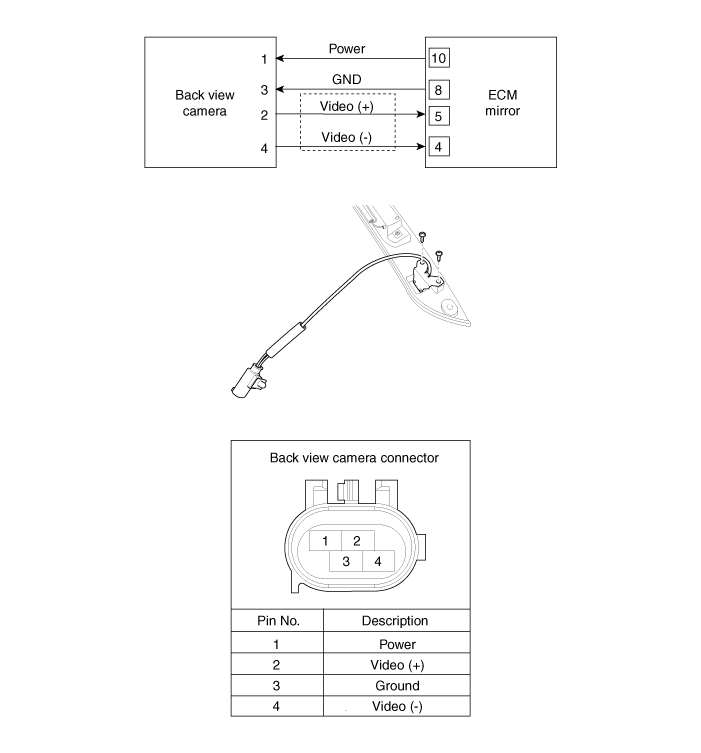 Power
1
10
GND
3
8
Back view
camera
ECM
mirror
Video (+)
2
5
Video (-)
4
4
Back view camera connector
1 2
3 4
Pin No. Description
1 Power
2 Video (+)
3 Ground
4 Video (-)